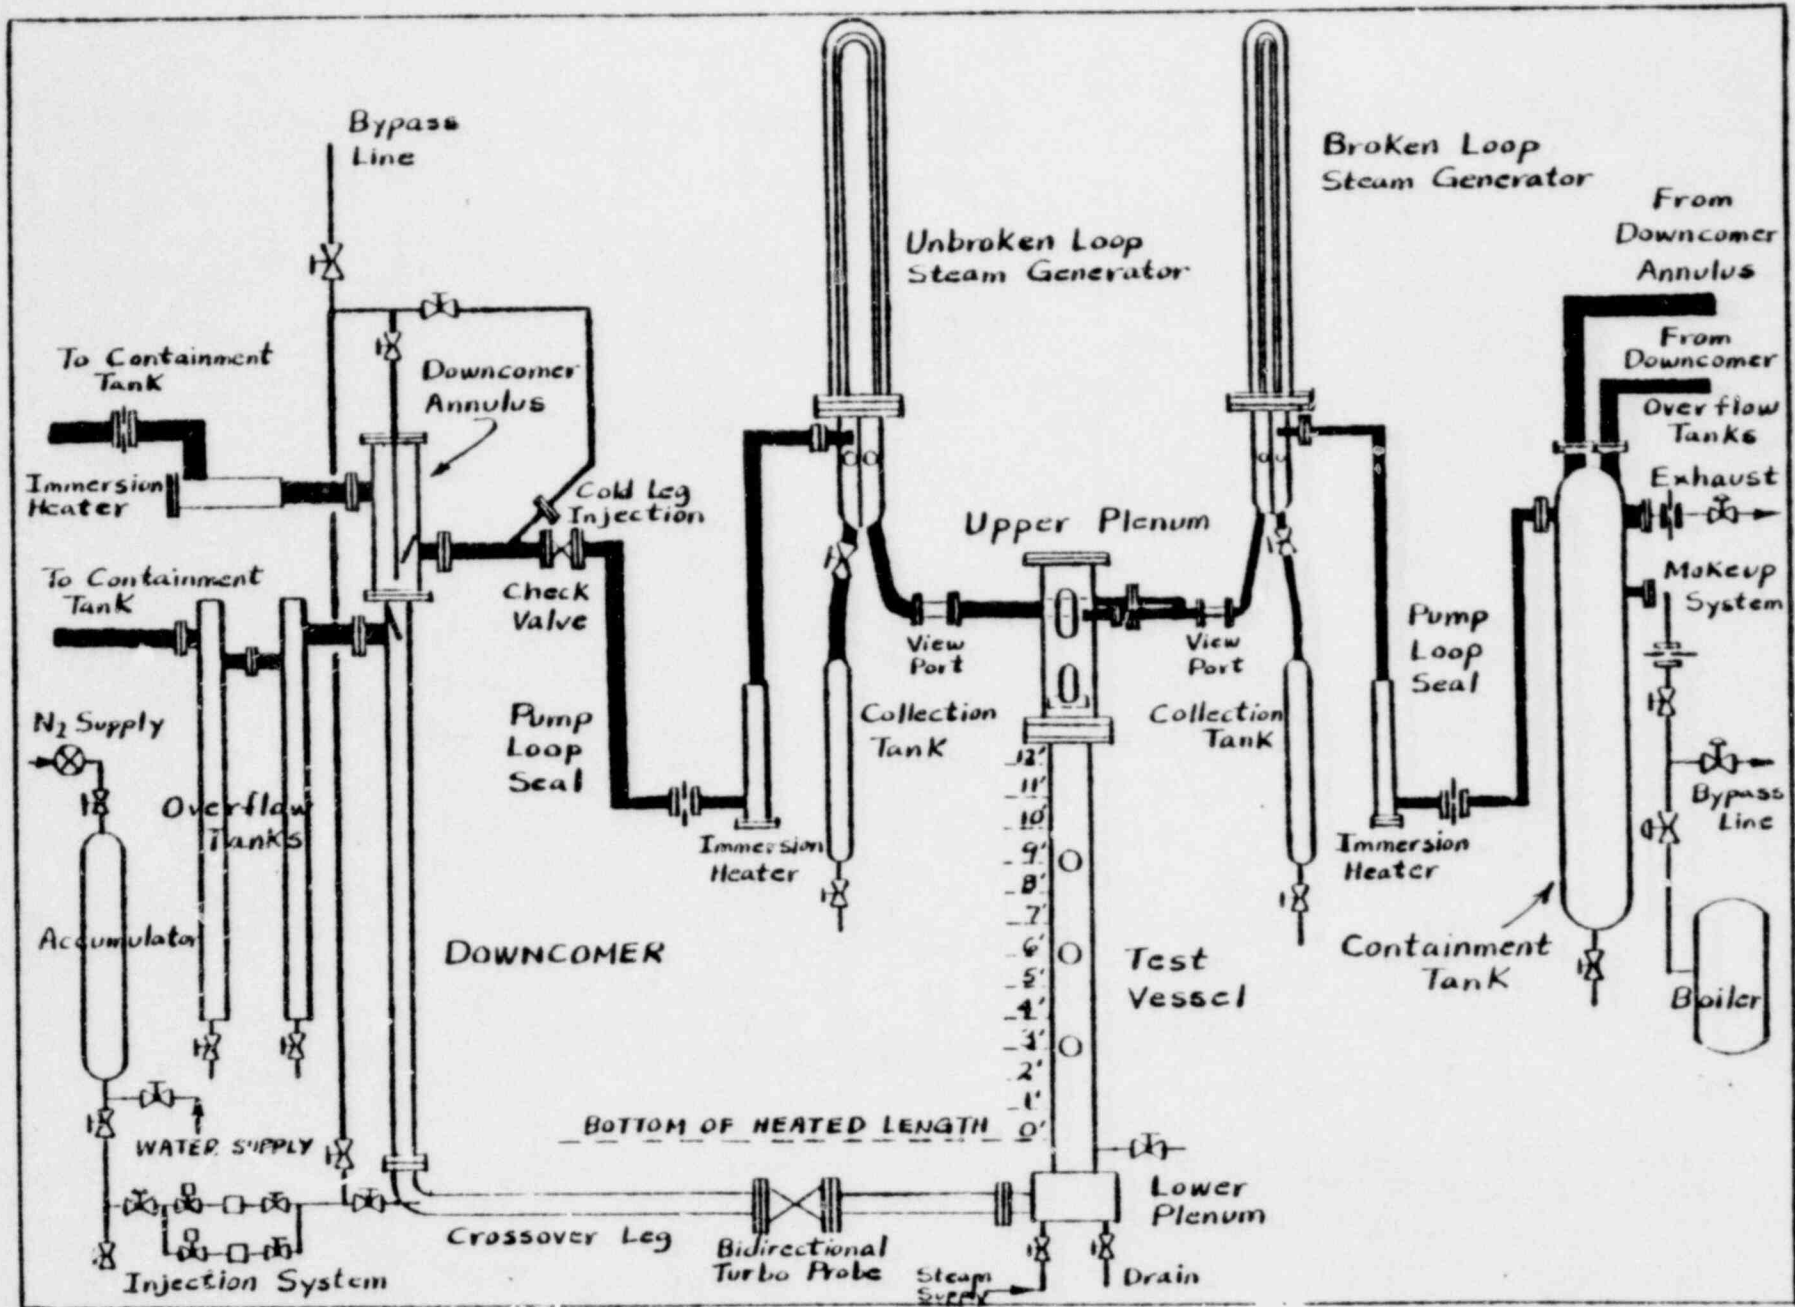 Bypass
Line
Broken Loop
Steam Generator
From
Downcomer
Annulus
Unbroken Loop
Steam Generator
To Containment
Tank
Downcomer
Annulus
From
Downcomer
Overflow
Tanks
Immersion
Heater
Cold Leg
Injection
Upper Plenum
Exhaust
To Containment
Tank
Check
Valve
View
Port
View
Port
Pump
Loop
Seal
Makeup
System
N2 Supply
Pump
Loop
Seal
Collection
Tank
Collection
Tank
12'
11'
10'
9'
8'
7'
6'
5'
4'
3'
2'
1'
0'
Overflow
Tanks
Immersion
Heater
Immersion
Heater
Bypass
Line
Accumulator
DOWNCOMER
Test
Vessel
Containment
Tank
Boiler
WATER SUPPLY
BOTTOM OF HEATED LENGTH
Lower
Plenum
Crossover Leg
Bidirectional
Turbo Probe
Injection System
Steam
Supply
Drain